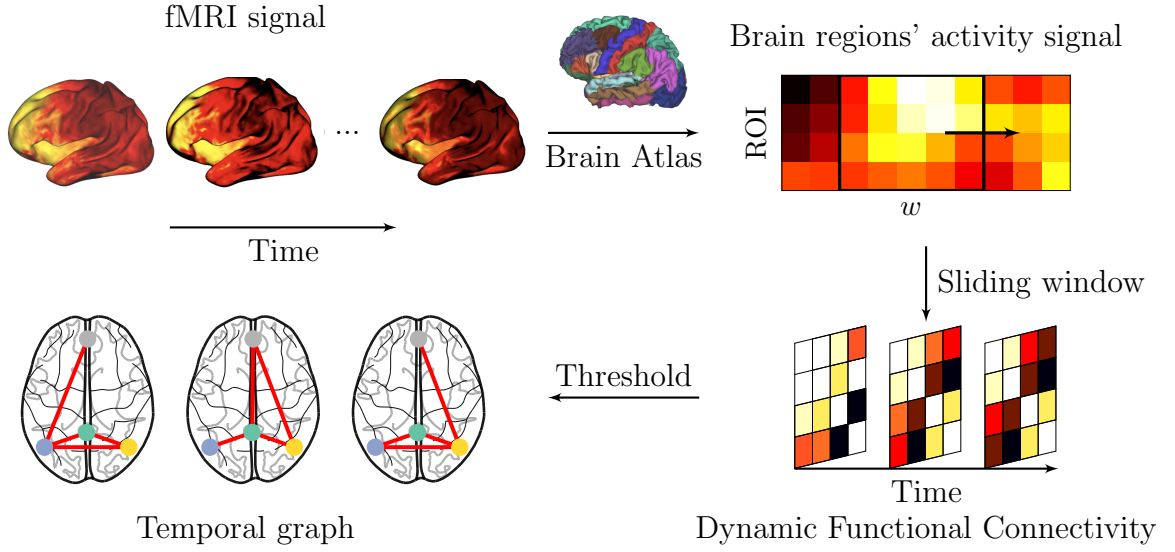 fMRI signal
...
Time
Brain Atlas
Brain regions' activity signal
ROI
w
Sliding window
Time
Dynamic Functional Connectivity
Threshold
Temporal graph